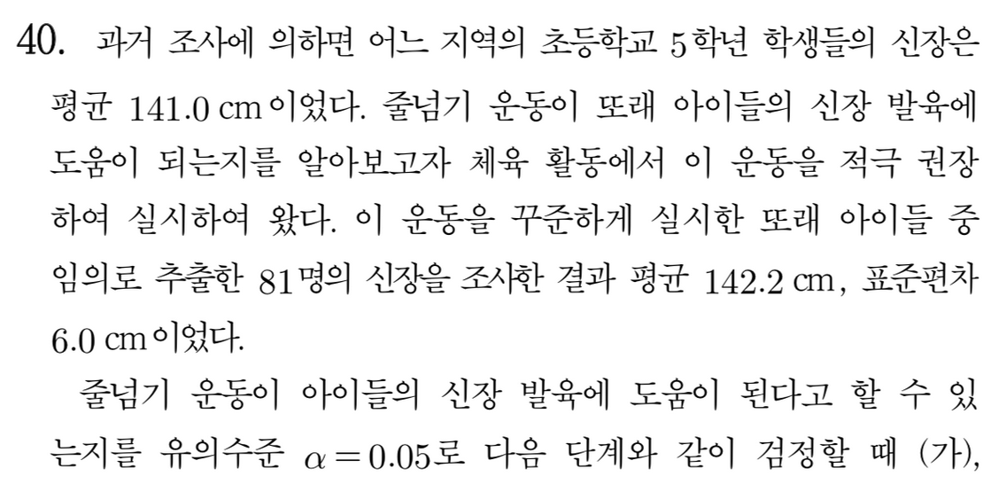 40. 과거 조사에 의하면 어느 지역의 초등학교 5학년 학생들의 신장은
평균 141.0 cm이었다. 줄넘기 운동이 또래 아이들의 신장 발육에
도움이 되는지를 알아보고자 체육 활동에서 이 운동을 적극 권장
하여 실시하여 왔다. 이 운동을 꾸준하게 실시한 또래 아이들 중
임의로 추출한 81명의 신장을 조사한 결과 평균 142.2 cm, 표준편차
6.0 cm이었다.
줄넘기 운동이 아이들의 신장 발육에 도움이 된다고 할 수 있
는지를 유의수준 α=0.05로 다음 단계와 같이 검정할 때 (가),